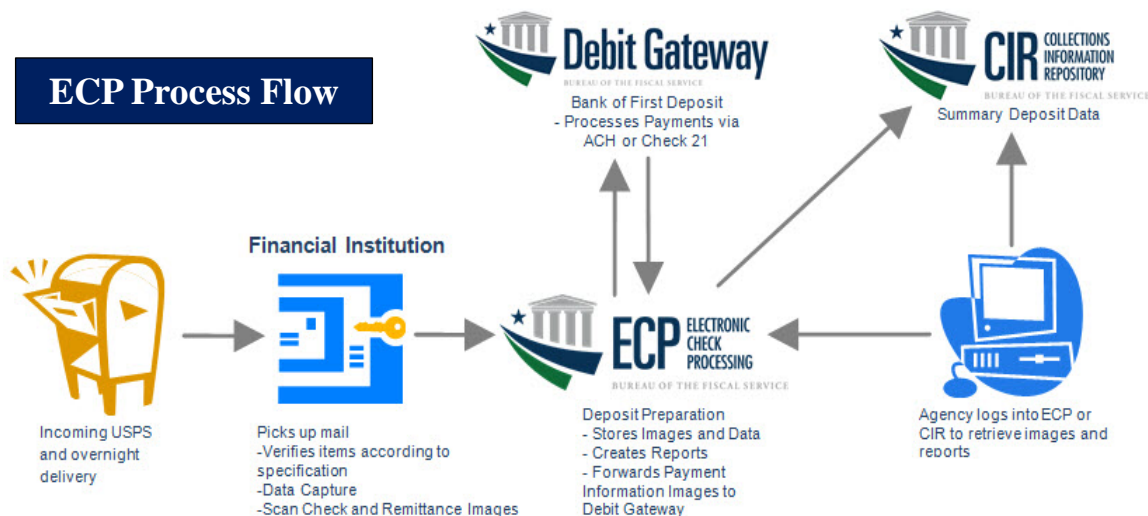 ECP Process Flow
Debit Gateway
BUREAU OF THE FISCAL SERVICE
Bank of First Deposit
- Processes Payments via
ACH or Check 21
CIR COLLECTIONS
INFORMATION
REPOSITORY
BUREAU OF THE FISCAL SERVICE
Summary Deposit Data
Incoming USPS
and overnight
delivery
Financial Institution
Picks up mail
-Verifies items according to
specification
-Data Capture
-Scan Check and Remittance Images
ECP ELECTRONIC
CHECK
PROCESSING
BUREAU OF THE FISCAL SERVICE
Deposit Preparation
- Stores Images and Data
- Creates Reports
- Forwards Payment
Information Images to
Debit Gateway
Agency logs into ECP or
CIR to retrieve images and
reports